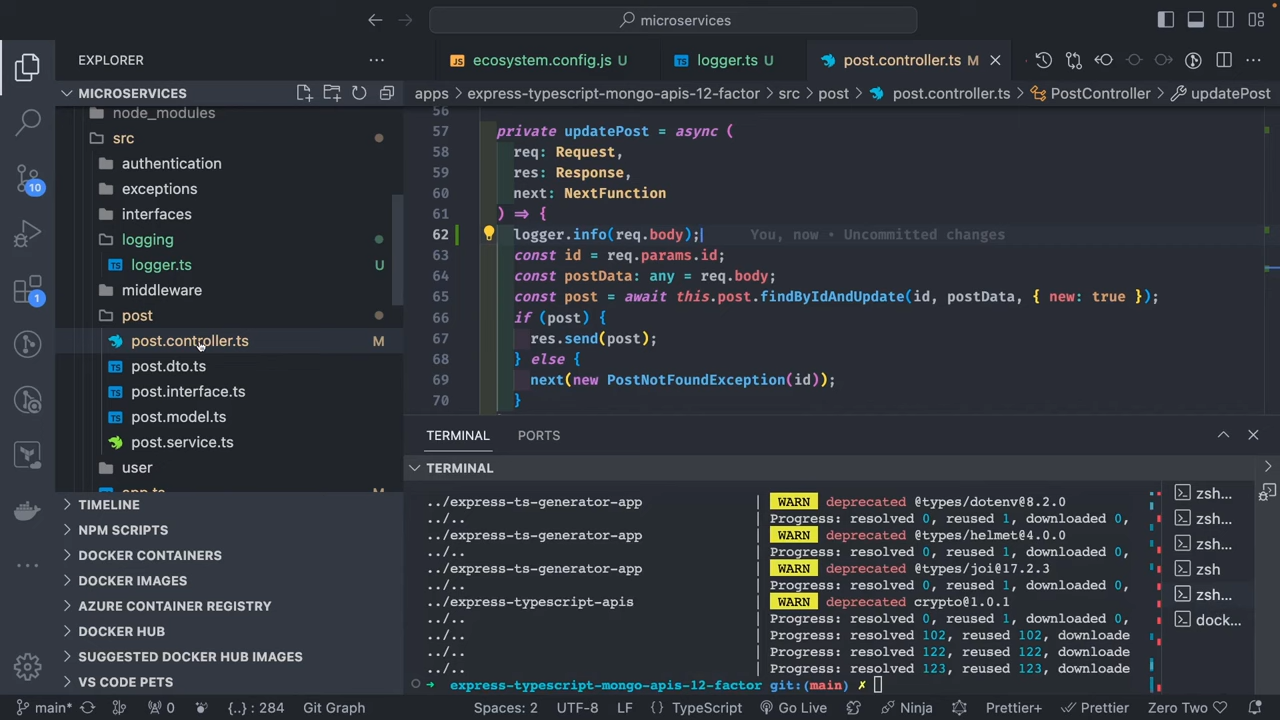 microservices
EXPLORER
ecosystem.config.js U
logger.ts U
post.controller.ts M
MICROSERVICES
apps > express-typescript-mongo-apis-12-factor > src > post > post.controller.ts > PostController > updatePost
node_modules
src
authentication
exceptions
interfaces
logging
logger.ts U
middleware
post
post.controller.ts M
post.dto.ts
post.interface.ts
post.model.ts
post.service.ts
user
app.ts M
TIMELINE
NPM SCRIPTS
DOCKER CONTAINERS
DOCKER IMAGES
AZURE CONTAINER REGISTRY
DOCKER HUB
SUGGESTED DOCKER HUB IMAGES
VS CODE PETS
10
1
56
57 private updatePost = async (
58 req: Request,
59 res: Response,
60 next: NextFunction
61 ) => {
62 logger.info(req.body); You, now • Uncommitted changes
63 const id = req.params.id;
64 const postData: any = req.body;
65 const post = await this.post.findByIdAndUpdate(id, postData, { new: true });
66 if (post) {
67 res.send(post);
68 } else {
69 next(new PostNotFoundException(id));
70 }
TERMINAL PORTS
TERMINAL
../express-ts-generator-app | WARN deprecated @types/dotenv@8.2.0
../.. | Progress: resolved 0, reused 1, downloaded 0,
../express-ts-generator-app | WARN deprecated @types/helmet@4.0.0
../.. | Progress: resolved 0, reused 1, downloaded 0,
../express-ts-generator-app | WARN deprecated @types/joi@17.2.3
../.. | Progress: resolved 0, reused 1, downloaded 0,
../express-typescript-apis | WARN deprecated crypto@1.0.1
../.. | Progress: resolved 0, reused 1, downloaded 0,
../.. | Progress: resolved 102, reused 102, downloade
../.. | Progress: resolved 122, reused 122, downloade
../.. | Progress: resolved 123, reused 123, downloade
→ express-typescript-mongo-apis-12-factor git:(main) ✗
zsh...
zsh...
zsh...
zsh
zsh...
dock...
main* 0 {..} : 284 Git Graph Spaces: 2 UTF-8 LF {} TypeScript Go Live Ninja Prettier+ Prettier Zero Two